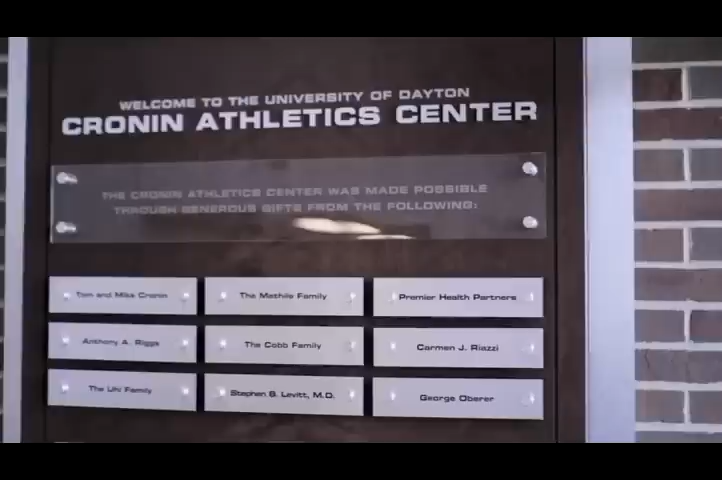 WELCOME TO THE UNIVERSITY OF DAYTON
CRONIN ATHLETICS CENTER
THE CRONIN ATHLETICS CENTER WAS MADE POSSIBLE
THROUGH GENEROUS GIFTS FROM THE FOLLOWING:
Tom and Mike Cronin
The Mathile Family
Premier Health Partners
Anthony A. Riggs
The Cobb Family
Carmen J. Riazzi
The Uhl Family
Stephen B. Levitt, M.D.
George Oberer